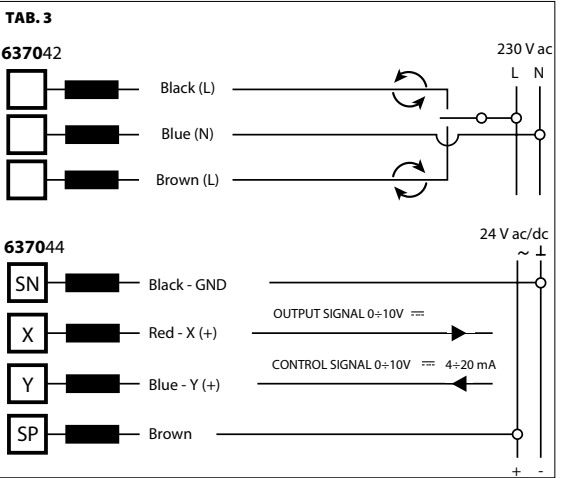 TAB. 3
637042
230 V ac
L N
Black (L)
Blue (N)
Brown (L)
637044
24 V ac/dc
~ ⊥
SN Black - GND
OUTPUT SIGNAL 0÷10V ⎓
X Red - X (+)
CONTROL SIGNAL 0÷10V ⎓ 4÷20 mA
Y Blue - Y (+)
SP Brown
+ -